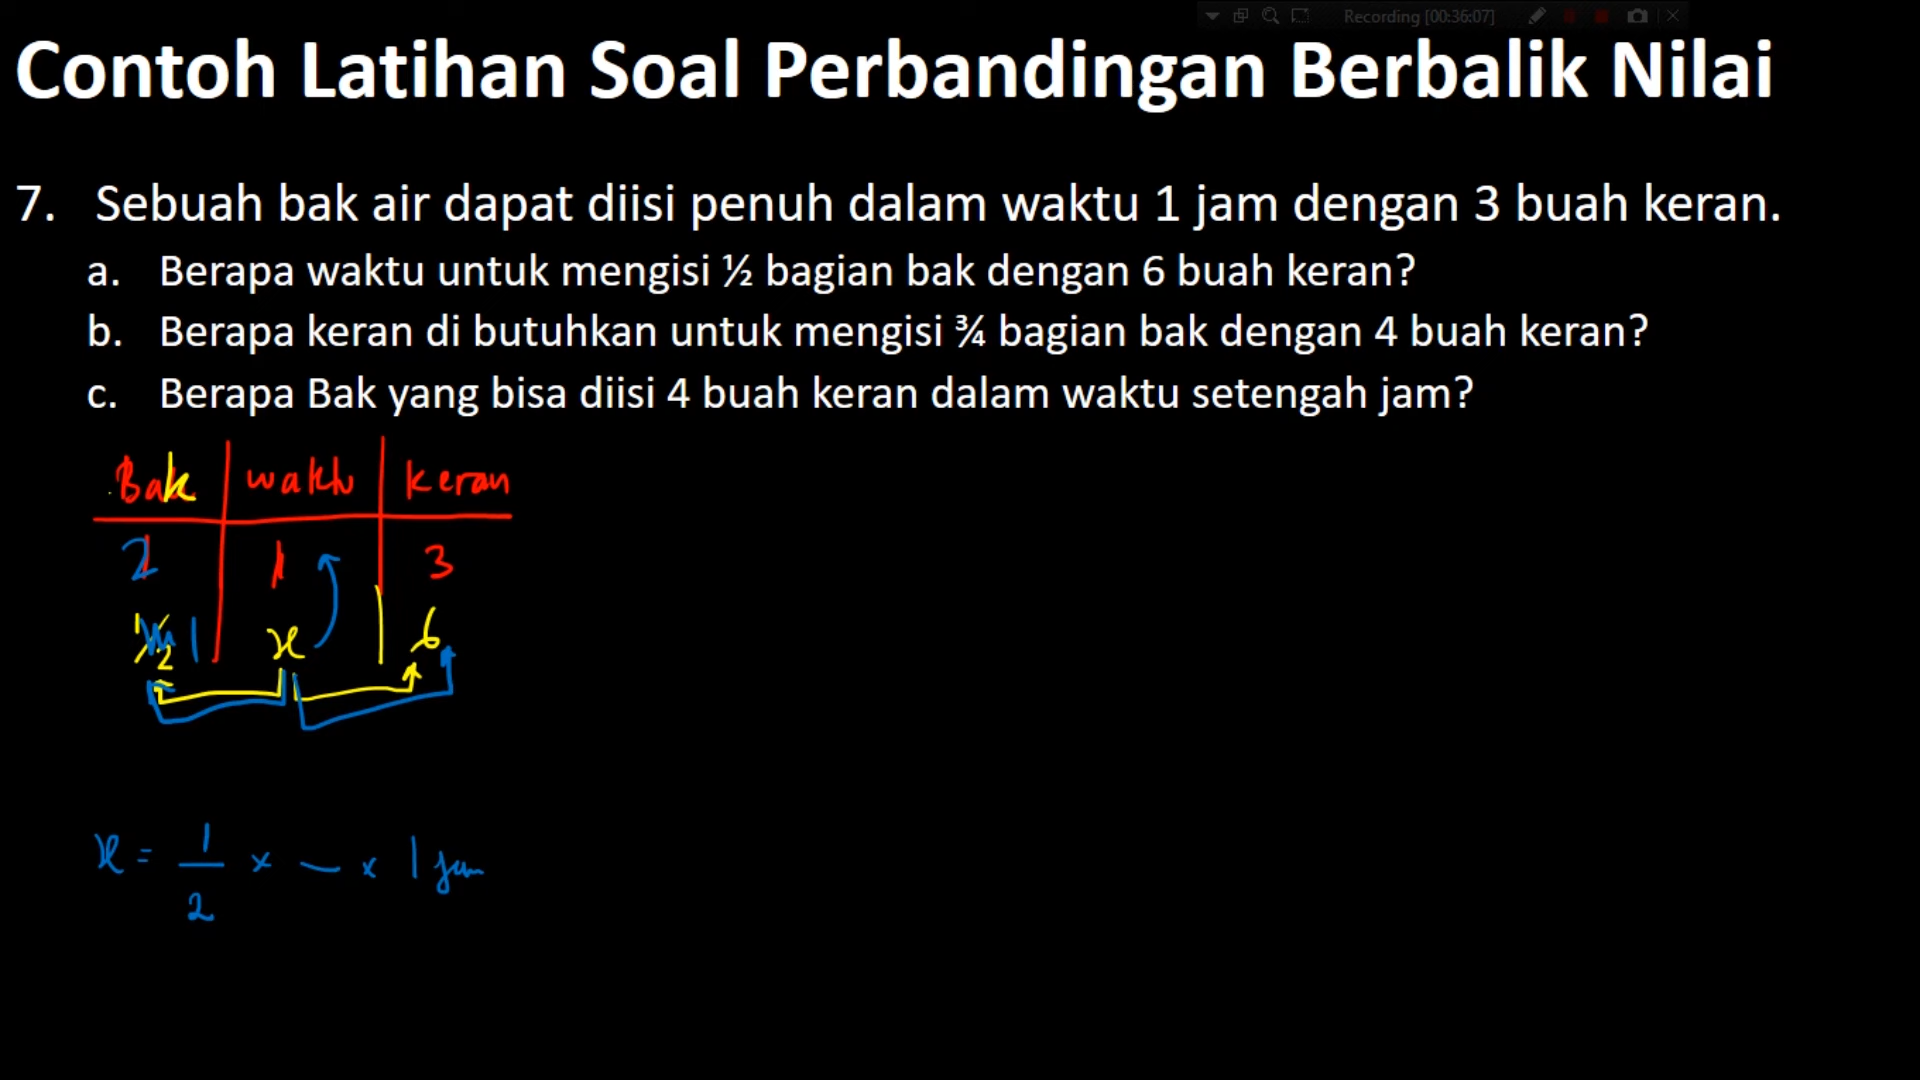 Recording [00:36:07]
Contoh Latihan Soal Perbandingan Berbalik Nilai
7. Sebuah bak air dapat diisi penuh dalam waktu 1 jam dengan 3 buah keran.
a. Berapa waktu untuk mengisi ½ bagian bak dengan 6 buah keran?
b. Berapa keran di butuhkan untuk mengisi ¾ bagian bak dengan 4 buah keran?
c. Berapa Bak yang bisa diisi 4 buah keran dalam waktu setengah jam?
Bak waktu keran
2 1 3
1/2 1 x 6
x = 1/2 x — x 1 jam